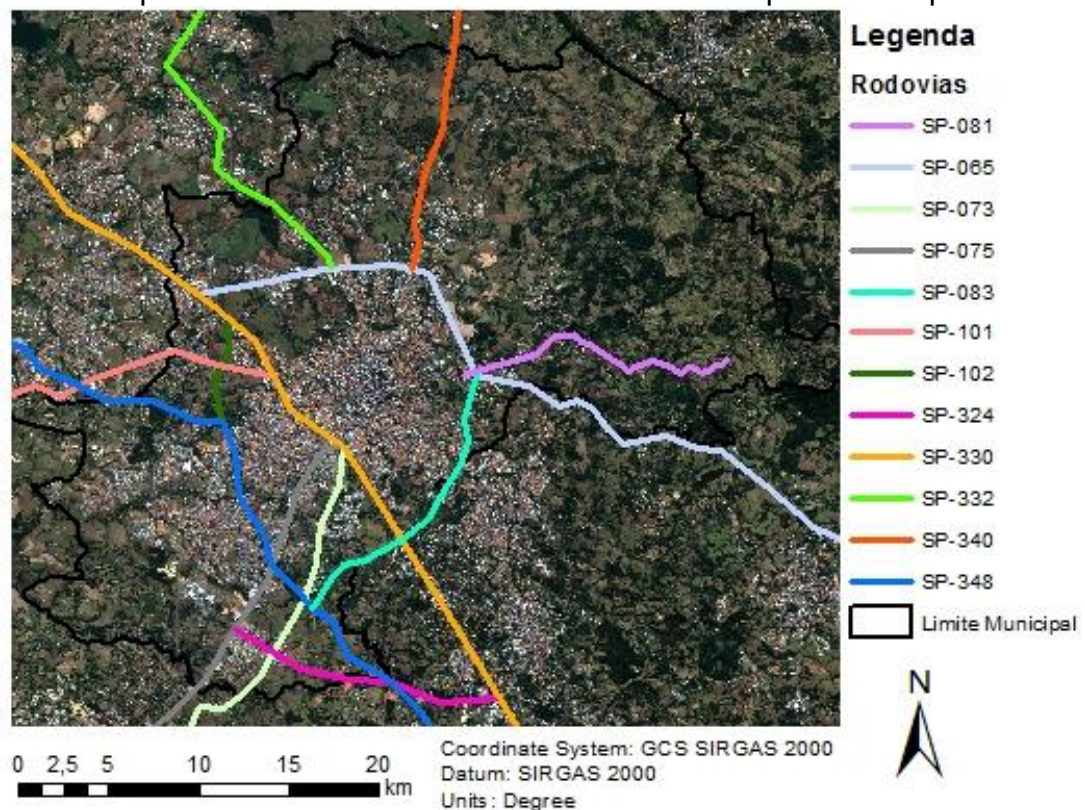 Legenda
Rodovias
SP-081
SP-065
SP-073
SP-075
SP-083
SP-101
SP-102
SP-324
SP-330
SP-332
SP-340
SP-348
Limite Municipal
N
0 2,5 5 10 15 20
km
Coordinate System: GCS SIRGAS 2000
Datum: SIRGAS 2000
Units: Degree